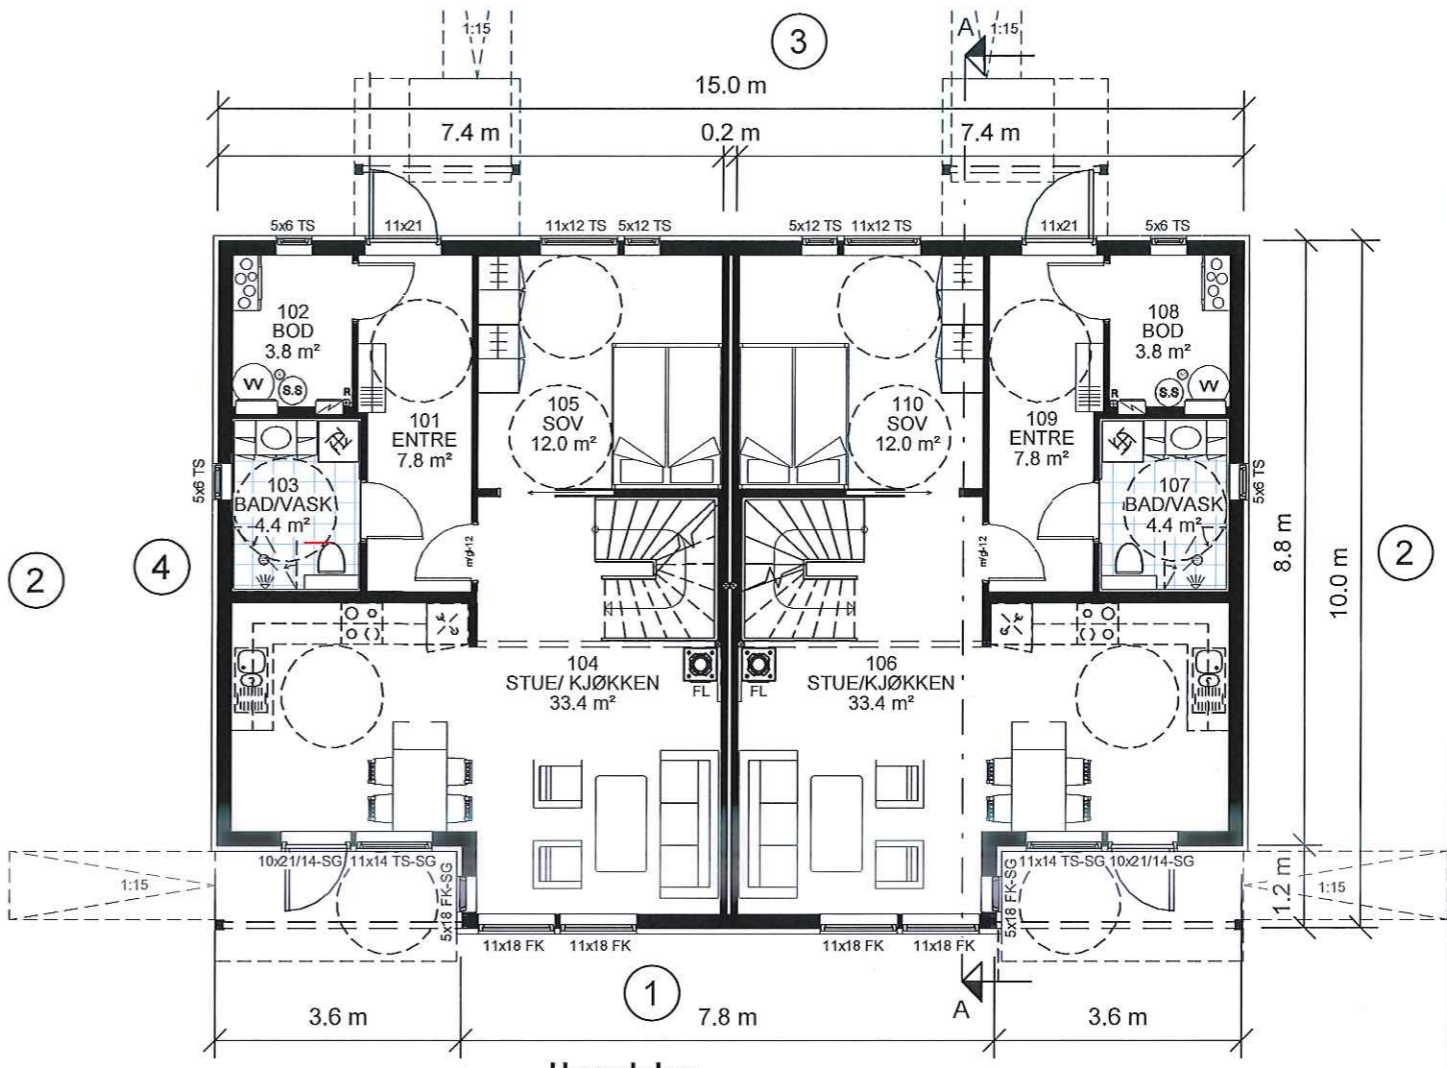 1:15
A
1:15
3
15.0 m
7.4 m
0.2 m
7.4 m
5x6 TS
11x21
11x12 TS
5x12 TS
5x12 TS
11x12 TS
11x21
5x6 TS
102
BOD
3.8 m²
VV
S.S
R
101
ENTRE
7.8 m²
105
SOV
12.0 m²
110
SOV
12.0 m²
109
ENTRE
7.8 m²
108
BOD
3.8 m²
R
S.S
VV
5x6 TS
103
BAD/VASK
4.4 m²
107
BAD/VASK
4.4 m²
5x6 TS
2
4
8.8 m
10.0 m
2
104
STUE/ KJØKKEN
33.4 m²
FL
FL
106
STUE/KJØKKEN
33.4 m²
1:15
10x21/14-SG
11x14 TS-SG
5x18 FK-SG
11x18 FK
11x18 FK
11x18 FK
11x18 FK
5x18 FK-SG
11x14 TS-SG
10x21/14-SG
1.2 m
1:15
1
A
3.6 m
7.8 m
3.6 m